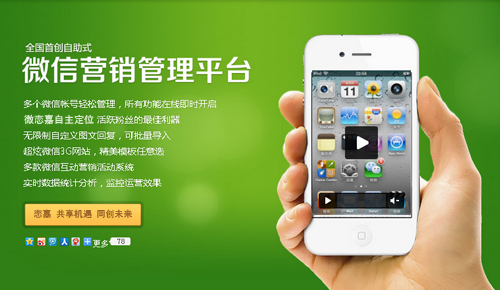 全国首创自助式
微信营销管理平台
多个微信帐号轻松管理，所有功能在线即时开启
微恋嘉自主定位 活跃粉丝的最佳利器
无限制自定义图文回复，可批量导入
超炫微信3G网站，精美模板任意选
多款微信互动营销活动系统
实时数据统计分析，监控运营效果
恋嘉 共享机遇 同创未来
更多 78
iPod
20:58
11